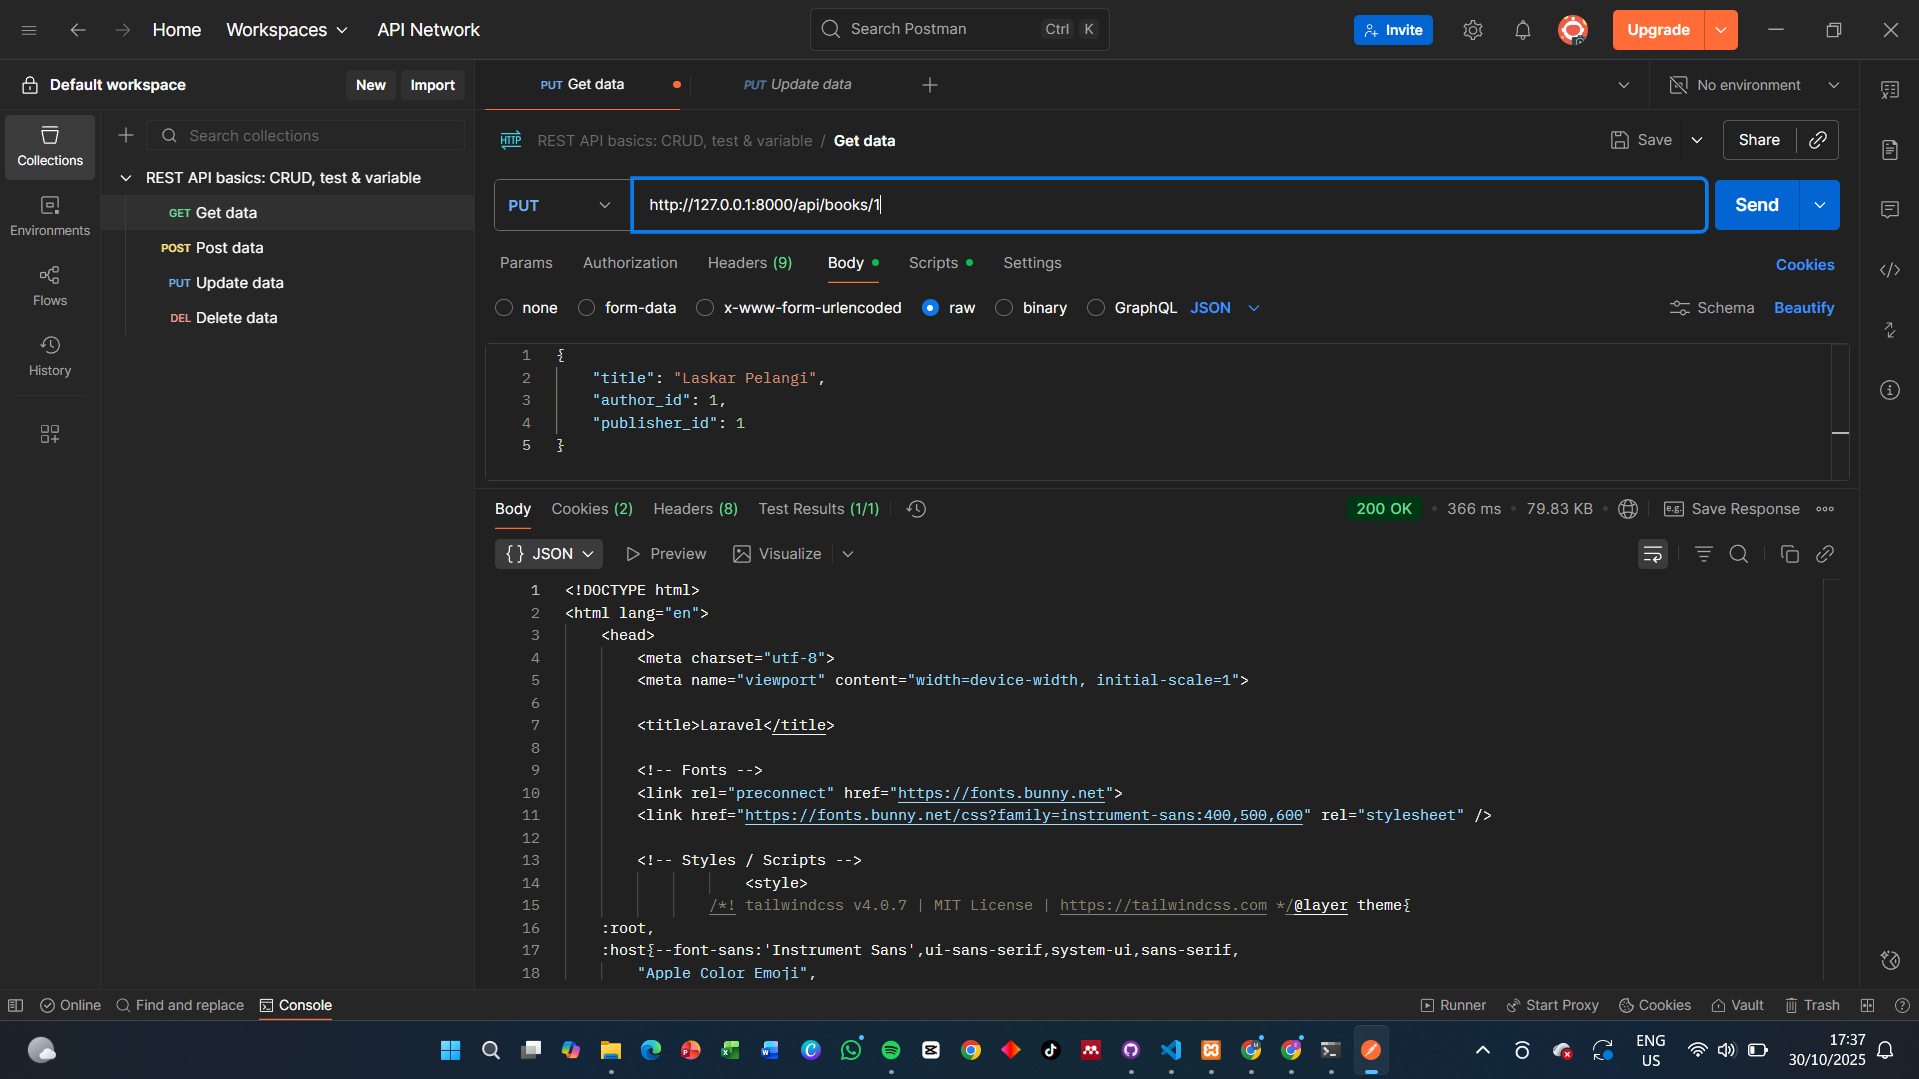 Home Workspaces API Network Search Postman Ctrl K Invite Upgrade
Default workspace New Import PUT Get data PUT Update data No environment
Search collections REST API basics: CRUD, test & variable / Get data Save Share
Collections
REST API basics: CRUD, test & variable
GET Get data
POST Post data
PUT Update data
DEL Delete data
Environments
Flows
History
PUT http://127.0.0.1:8000/api/books/1 Send
Params Authorization Headers (9) Body Scripts Settings Cookies
none form-data x-www-form-urlencoded raw binary GraphQL JSON Schema Beautify
1 {
2 "title": "Laskar Pelangi",
3 "author_id": 1,
4 "publisher_id": 1
5 }
Body Cookies (2) Headers (8) Test Results (1/1) 200 OK • 366 ms • 79.83 KB • e.g. Save Response
{} JSON Preview Visualize
1 <!DOCTYPE html>
2 <html lang="en">
3 <head>
4 <meta charset="utf-8">
5 <meta name="viewport" content="width=device-width, initial-scale=1">
6
7 <title>Laravel</title>
8
9 <!-- Fonts -->
10 <link rel="preconnect" href="https://fonts.bunny.net">
11 <link href="https://fonts.bunny.net/css?family=instrument-sans:400,500,600" rel="stylesheet" />
12
13 <!-- Styles / Scripts -->
14 <style>
15 /*! tailwindcss v4.0.7 | MIT License | https://tailwindcss.com */@layer theme{
16 :root,
17 :host{--font-sans:'Instrument Sans',ui-sans-serif,system-ui,sans-serif,
18 "Apple Color Emoji",
Online Find and replace Console Runner Start Proxy Cookies Vault Trash
ENG
US
17:37
30/10/2025